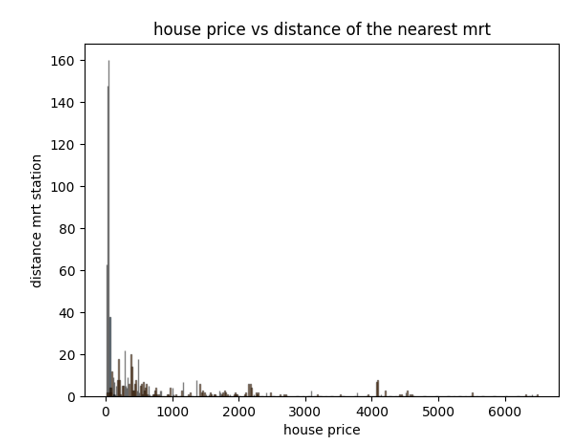 house price vs distance of the nearest mrt
160
140
120
100
80
60
40
20
0
distance mrt station
0 1000 2000 3000 4000 5000 6000
house price